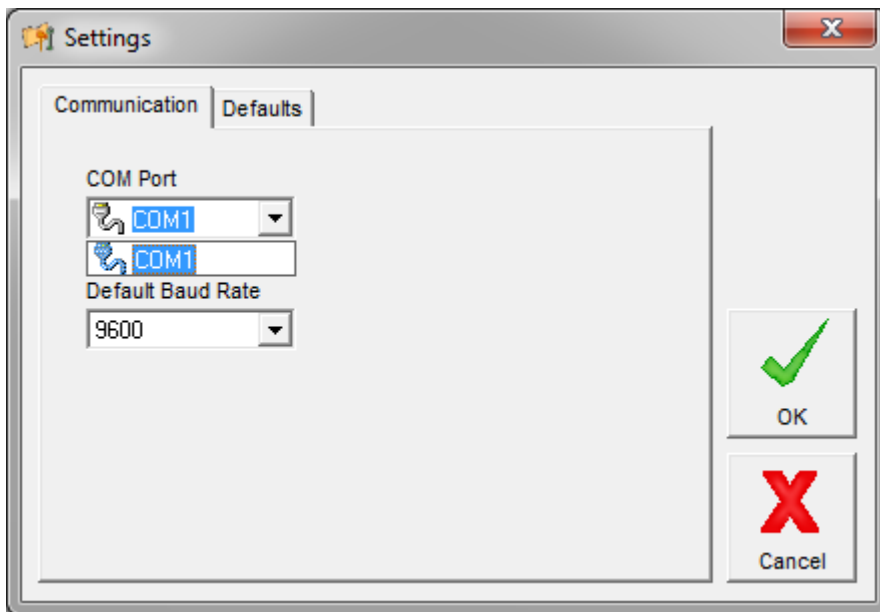 Settings
Communication
Defaults
COM Port
COM1
COM1
Default Baud Rate
9600
OK
Cancel